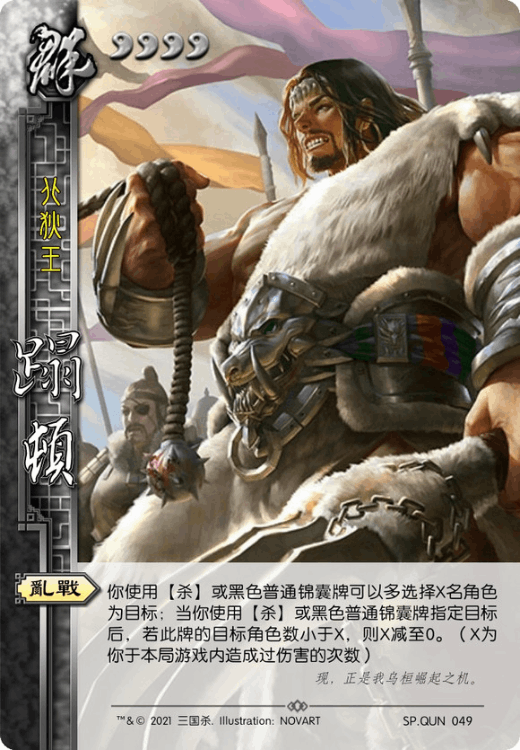 群
狄王
蹋頓
亂戰
你使用【杀】或黑色普通锦囊牌可以多选择X名角色
为目标；当你使用【杀】或黑色普通锦囊牌指定目标
后，若此牌的目标角色数小于X，则X减至0。（X为
你于本局游戏内造成过伤害的次数）
现，正是我乌桓崛起之机。
™&© 2021 三国杀. Illustration: NOVART
SP.QUN 049